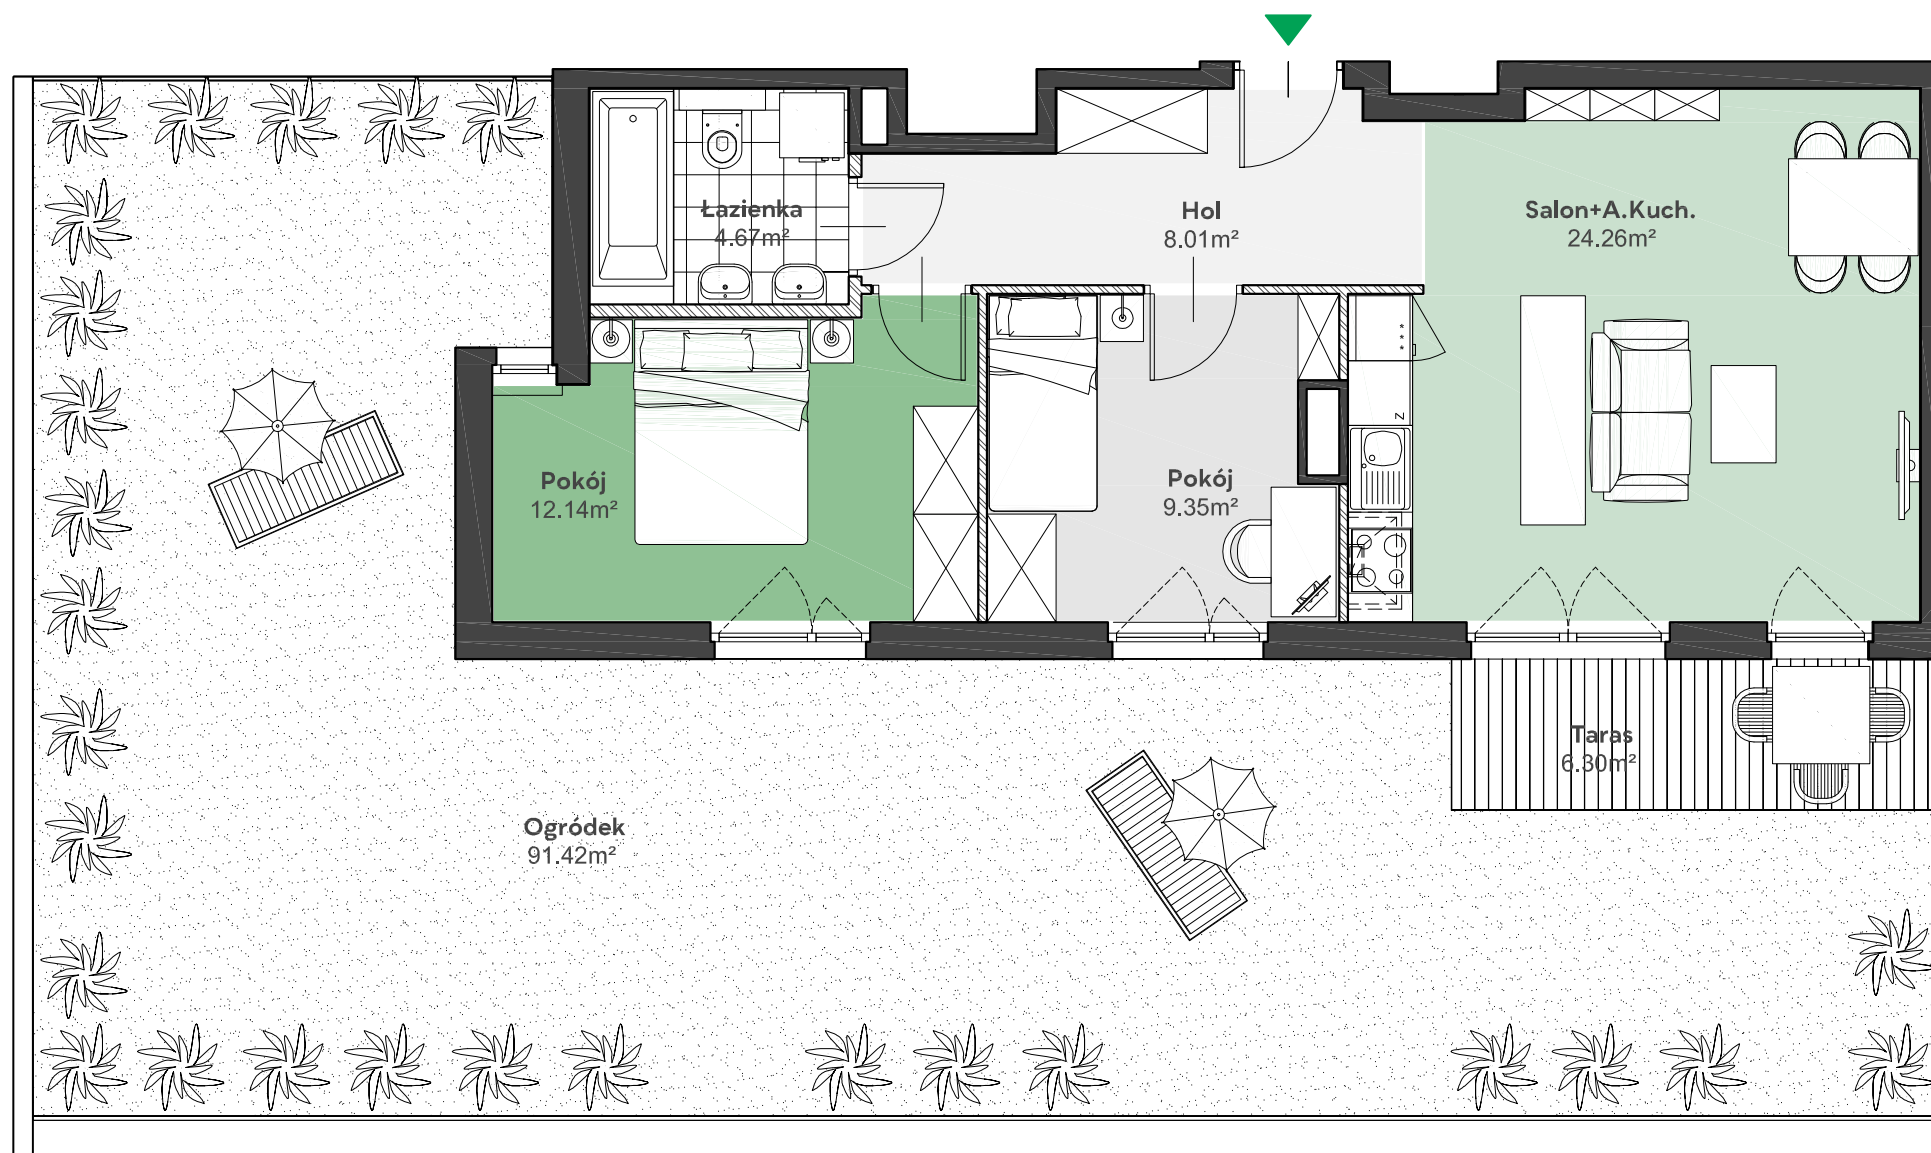 Łazienka
4.67m²
Hol
8.01m²
Salon+A.Kuch.
24.26m²
Pokój
12.14m²
Pokój
9.35m²
Z
Taras
6.30m²
Ogródek
91.42m²